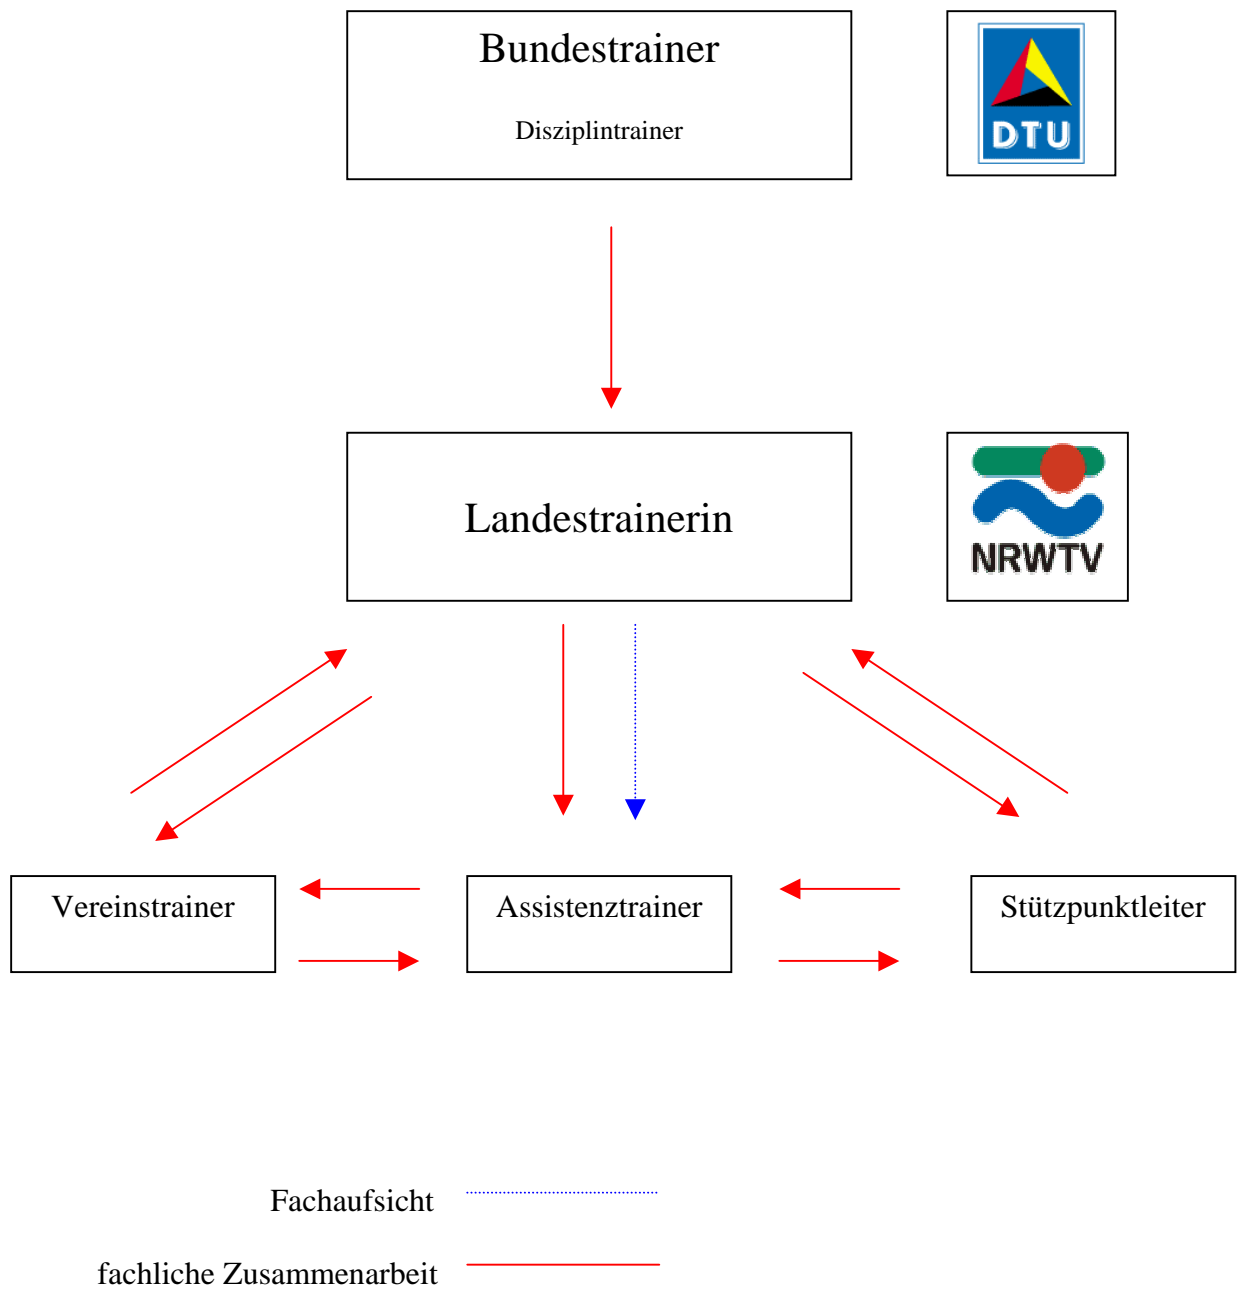 Bundestrainer
Disziplintrainer
DTU
Landestrainerin
NRWTV
Vereinstrainer
Assistenztrainer
Stützpunktleiter
Fachaufsicht
fachliche Zusammenarbeit